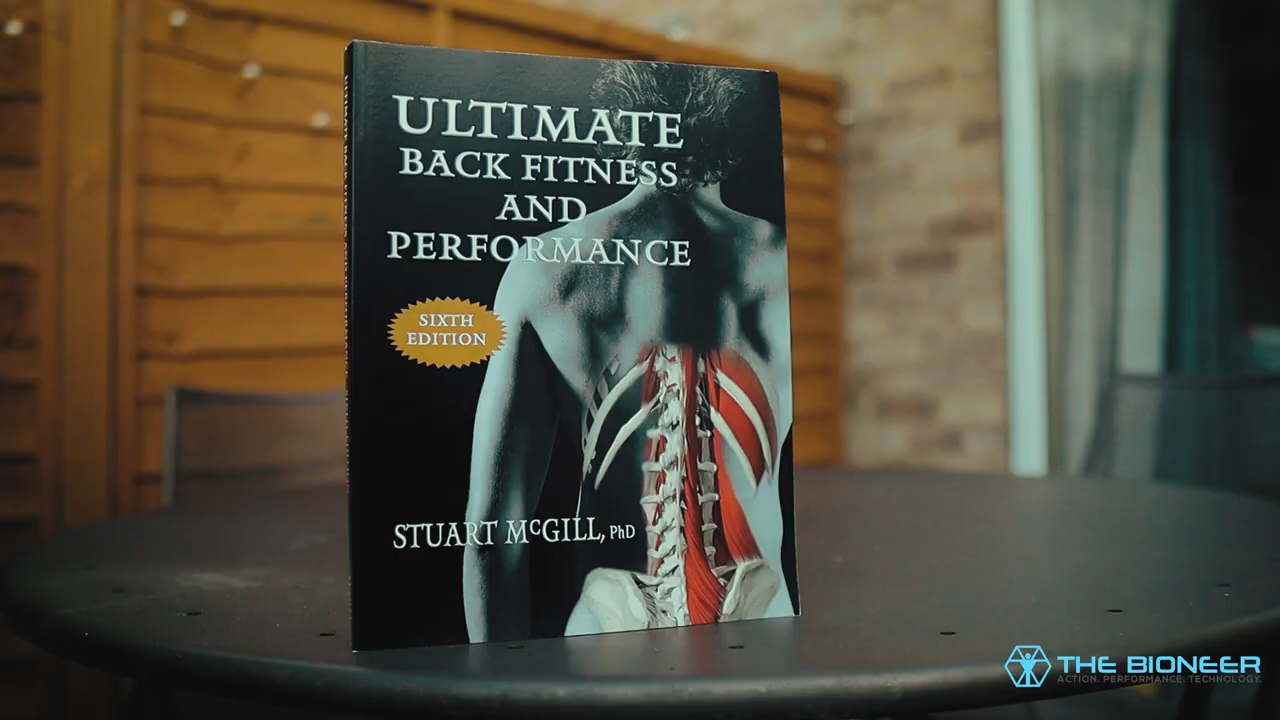 ULTIMATE
BACK FITNESS
AND
PERFORMANCE
SIXTH
EDITION
STUART McGILL, PhD
THE BIONEER
ACTION. PERFORMANCE. TECHNOLOGY.